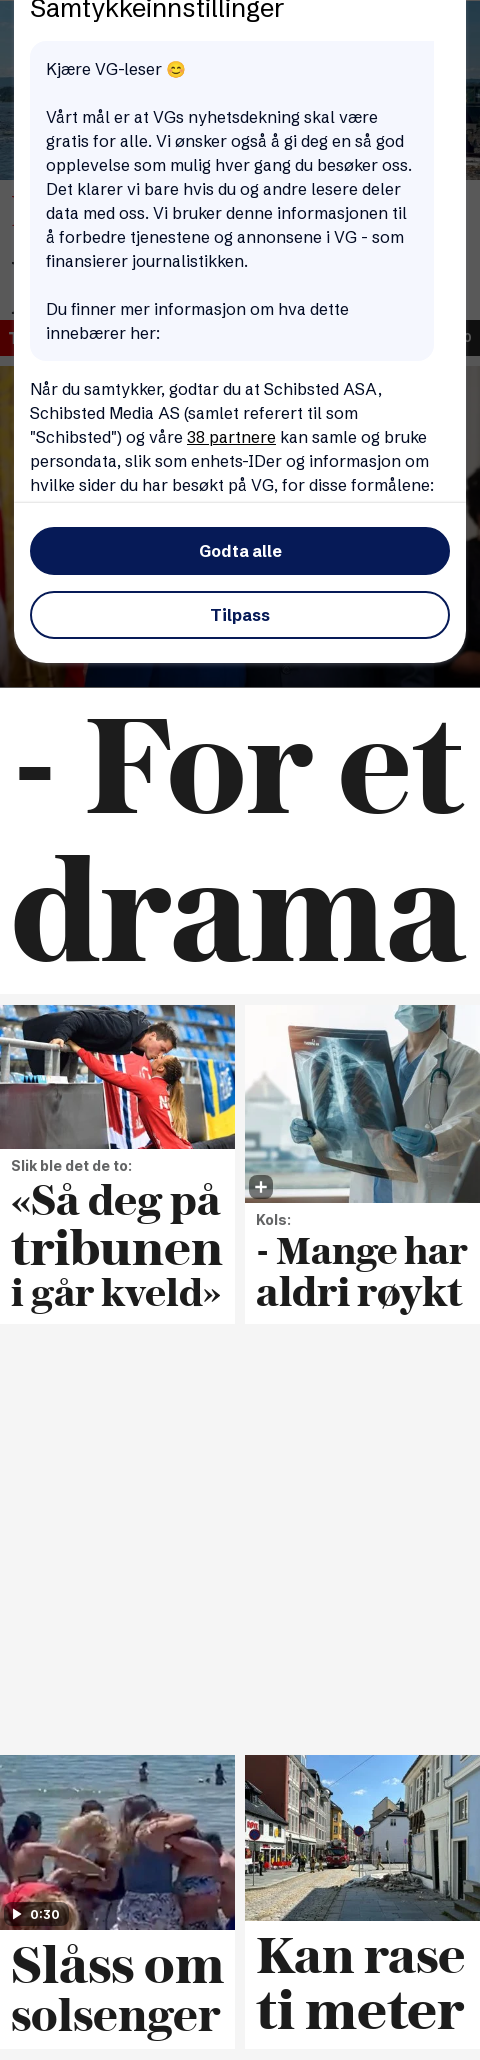 Samtykkeinnstillinger
Kjære VG-leser 😊
Vårt mål er at VGs nyhetsdekning skal være
gratis for alle. Vi ønsker også å gi deg en så god
opplevelse som mulig hver gang du besøker oss.
Det klarer vi bare hvis du og andre lesere deler
data med oss. Vi bruker denne informasjonen til
å forbedre tjenestene og annonsene i VG - som
finansierer journalistikken.
Du finner mer informasjon om hva dette
innebærer her:
Når du samtykker, godtar du at Schibsted ASA,
Schibsted Media AS (samlet referert til som
"Schibsted") og våre 38 partnere kan samle og bruke
persondata, slik som enhets-IDer og informasjon om
hvilke sider du har besøkt på VG, for disse formålene:
Godta alle
Tilpass
- For et
drama
Slik ble det de to:
«Så deg på
tribunen
i går kveld»
Kols:
- Mange har
aldri røykt
0:30
Slåss om
solsenger
Kan rase
ti meter